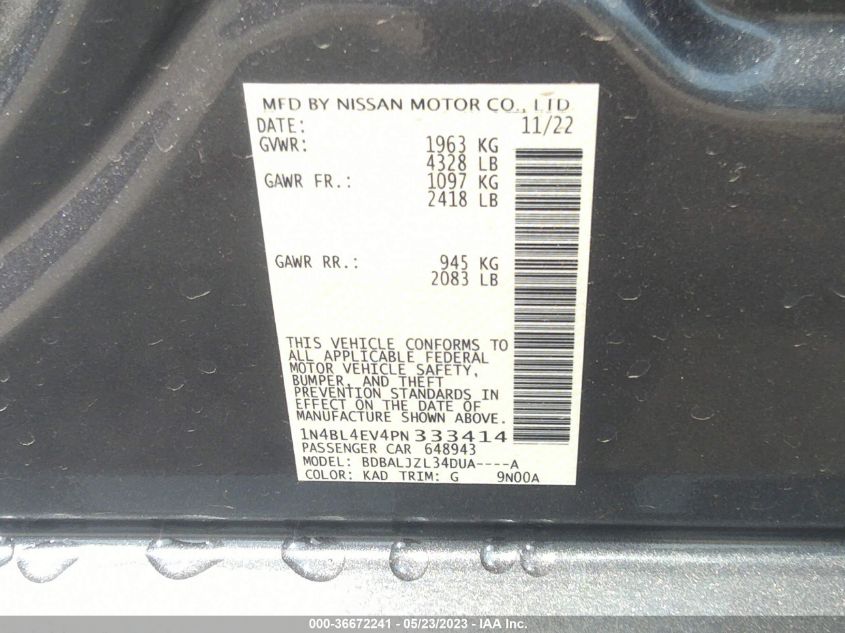 MFD BY NISSAN MOTOR CO., LTD
DATE: 11/22
GVWR: 1963 KG
4328 LB
GAWR FR.: 1097 KG
2418 LB
GAWR RR.: 945 KG
2083 LB
THIS VEHICLE CONFORMS TO
ALL APPLICABLE FEDERAL
MOTOR VEHICLE SAFETY,
BUMPER, AND THEFT
PREVENTION STANDARDS IN
EFFECT ON THE DATE OF
MANUFACTURE SHOWN ABOVE.
1N4BL4EV4PN333414
PASSENGER CAR 648943
MODEL: BDBALJZL34DUA----A
COLOR: KAD TRIM: G 9N00A
000-36672241 - 05/23/2023 - IAA Inc.